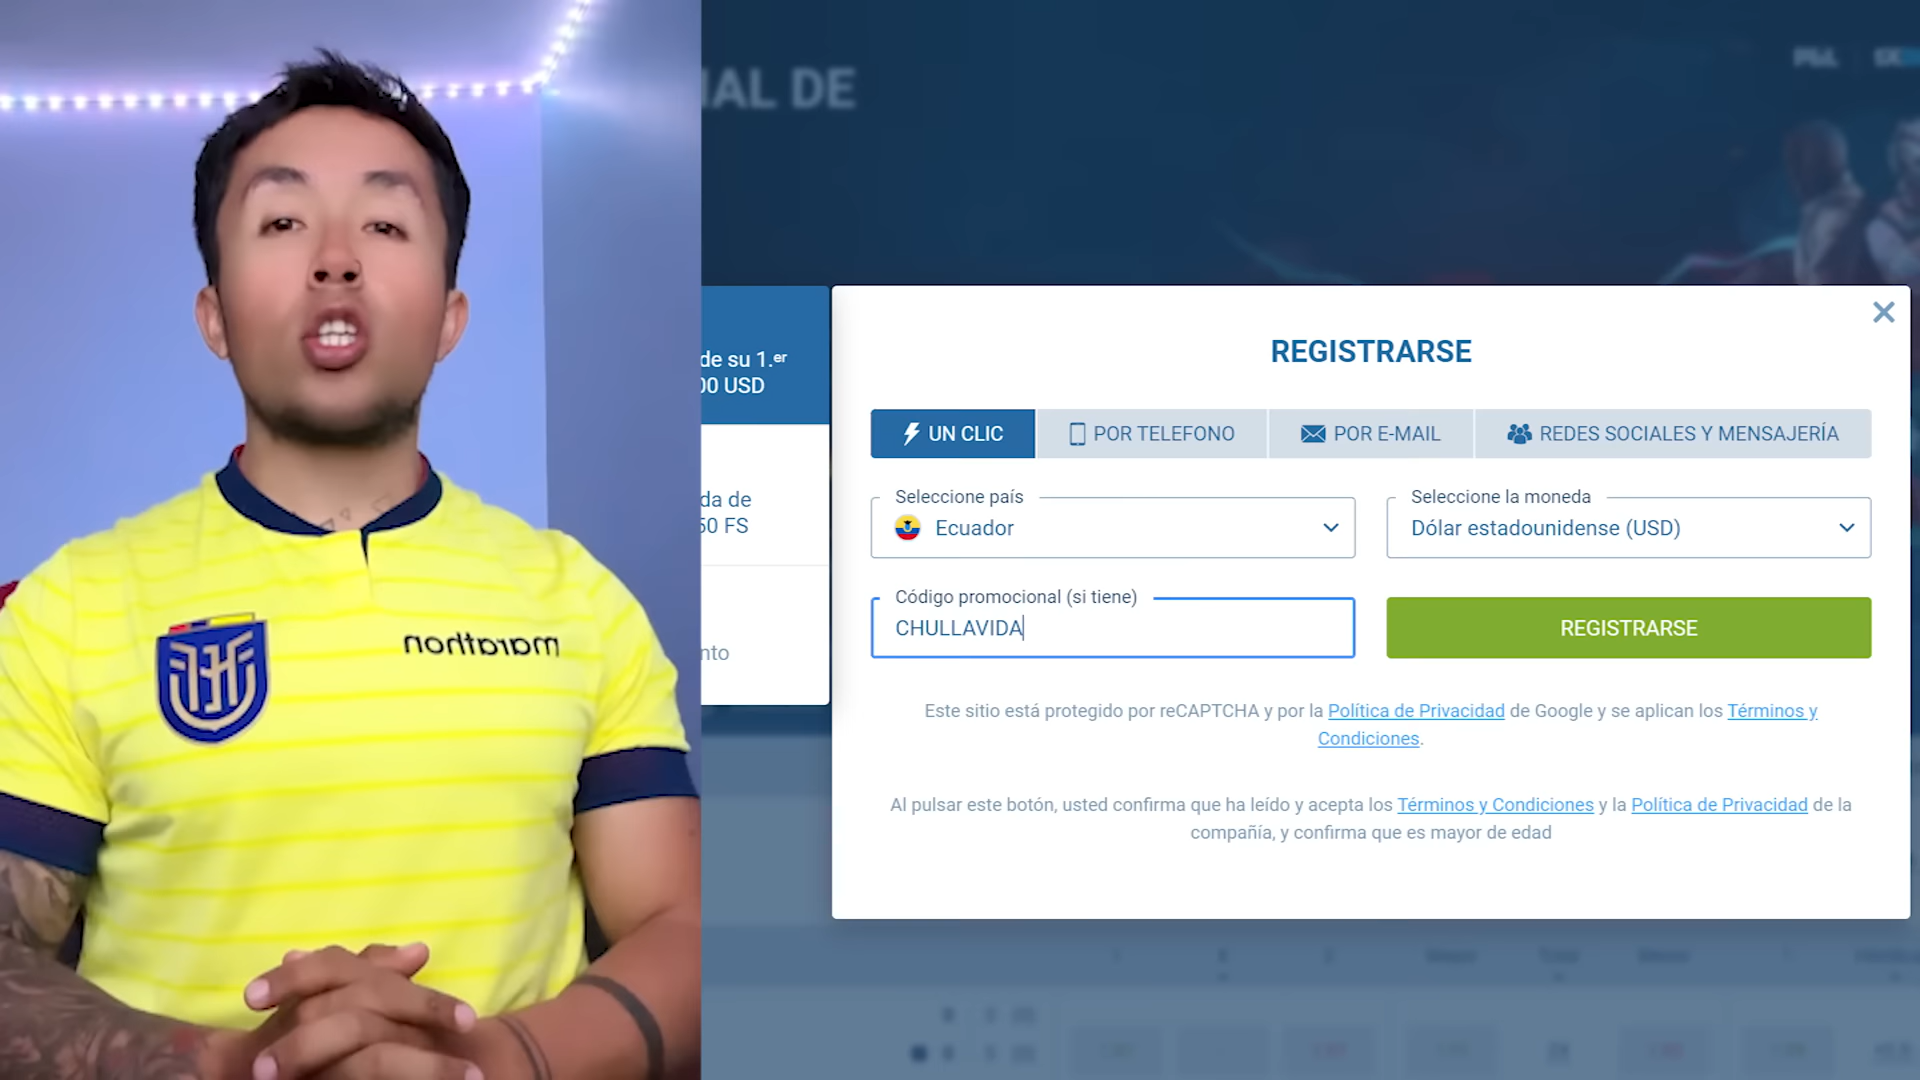 IAL DE
de su 1.er
00 USD
da de
50 FS
nto
marathon
REGISTRARSE
UN CLIC
POR TELEFONO
POR E-MAIL
REDES SOCIALES Y MENSAJERÍA
Seleccione país
Ecuador
Seleccione la moneda
Dólar estadounidense (USD)
Código promocional (si tiene)
CHULLAVIDA
REGISTRARSE
Este sitio está protegido por reCAPTCHA y por la Política de Privacidad de Google y se aplican los Términos y
Condiciones.
Al pulsar este botón, usted confirma que ha leído y acepta los Términos y Condiciones y la Política de Privacidad de la
compañía, y confirma que es mayor de edad